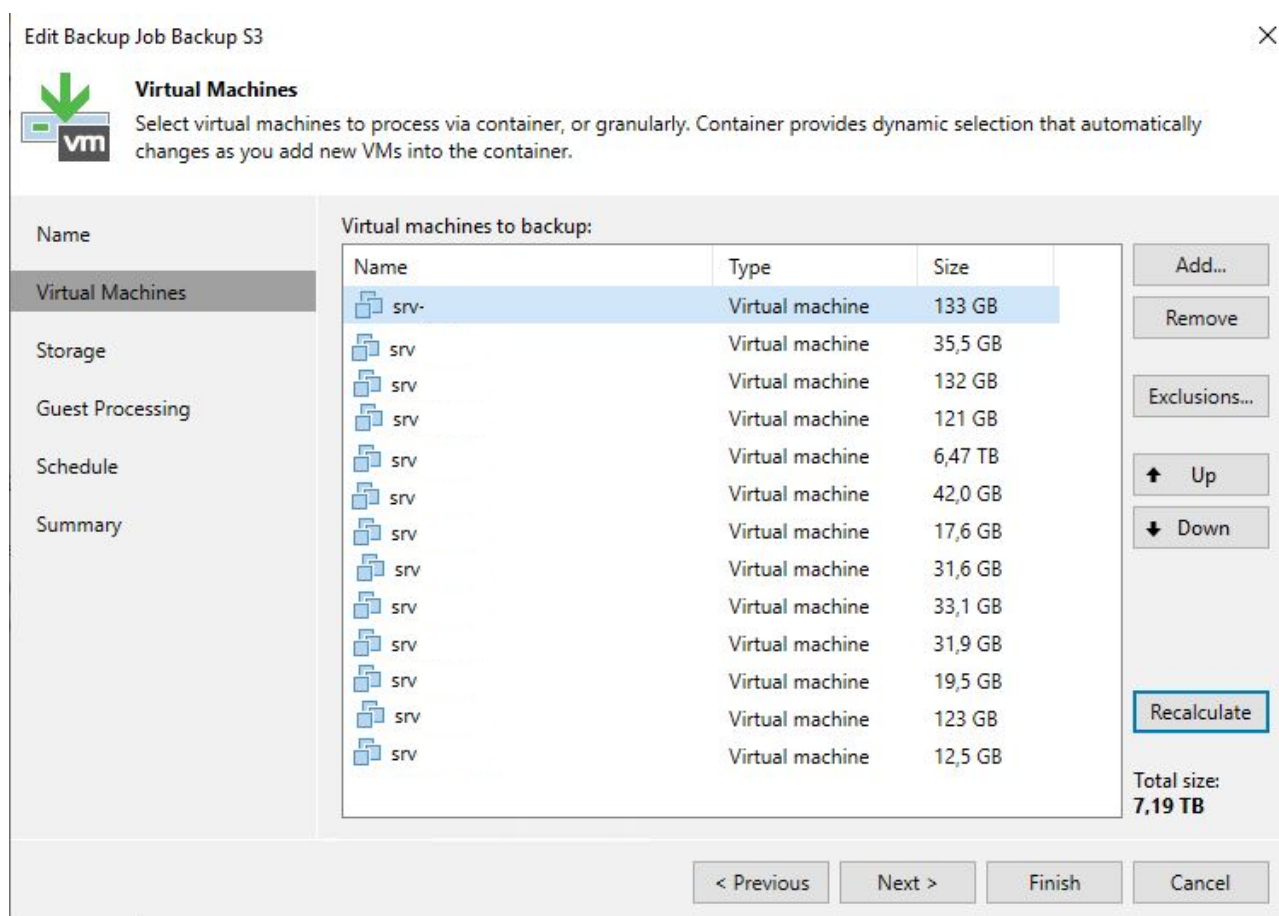 Edit Backup Job Backup S3
vm
Virtual Machines
Select virtual machines to process via container, or granularly. Container provides dynamic selection that automatically
changes as you add new VMs into the container.
Name
Virtual Machines
Storage
Guest Processing
Schedule
Summary
Virtual machines to backup:
Name Type Size
srv- Virtual machine 133 GB
srv Virtual machine 35,5 GB
srv Virtual machine 132 GB
srv Virtual machine 121 GB
srv Virtual machine 6,47 TB
srv Virtual machine 42,0 GB
srv Virtual machine 17,6 GB
srv Virtual machine 31,6 GB
srv Virtual machine 33,1 GB
srv Virtual machine 31,9 GB
srv Virtual machine 19,5 GB
srv Virtual machine 123 GB
srv Virtual machine 12,5 GB
Add...
Remove
Exclusions...
Up
Down
Recalculate
Total size:
7,19 TB
< Previous Next > Finish Cancel